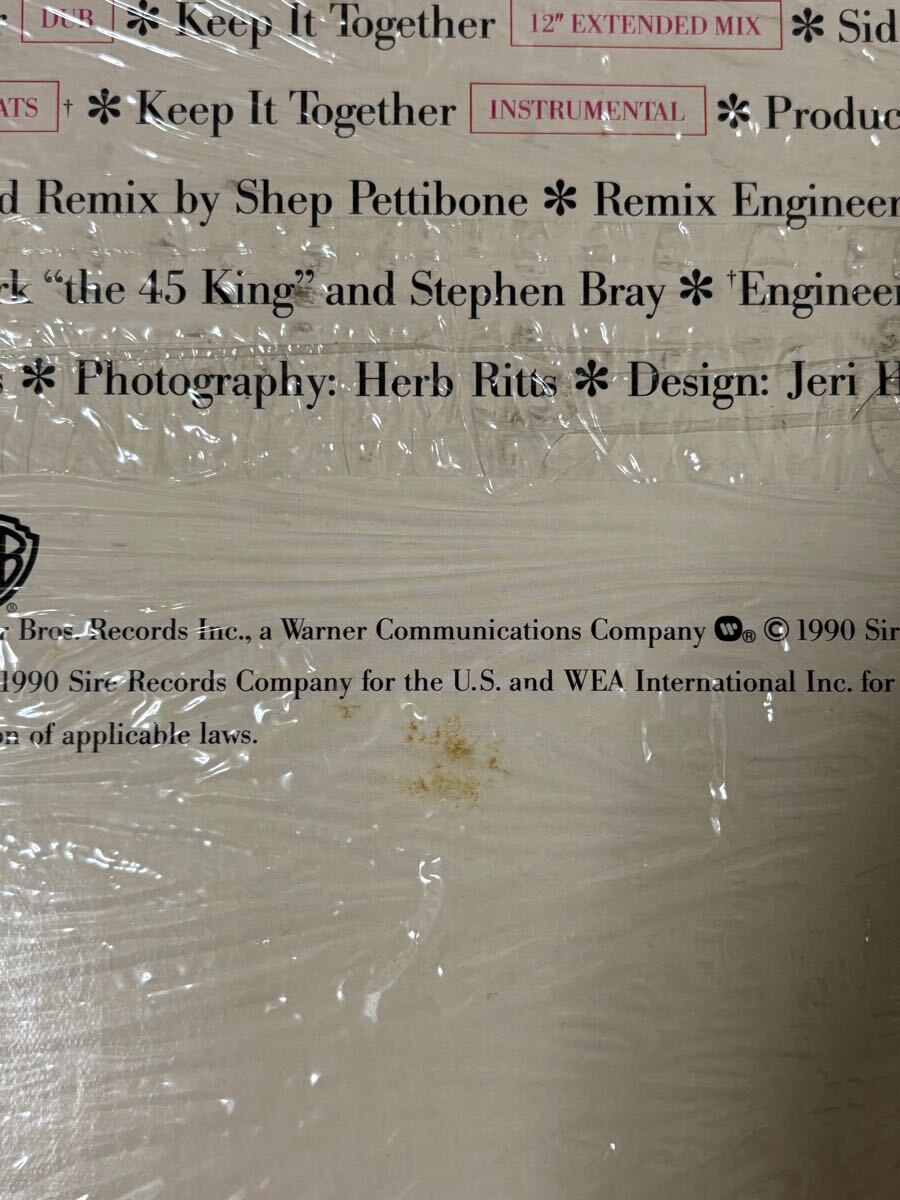 DUB ✻ Keep It Together 12" EXTENDED MIX ✻ Sid
ATS † ✻ Keep It Together INSTRUMENTAL ✻ Produc
d Remix by Shep Pettibone ✻ Remix Engineer
rk “the 45 King” and Stephen Bray ✻ †Engineer
s ✻ Photography: Herb Ritts ✻ Design: Jeri H
B ®
r Bros. Records Inc., a Warner Communications Company ® © 1990 Sir
1990 Sire Records Company for the U.S. and WEA International Inc. for
on of applicable laws.